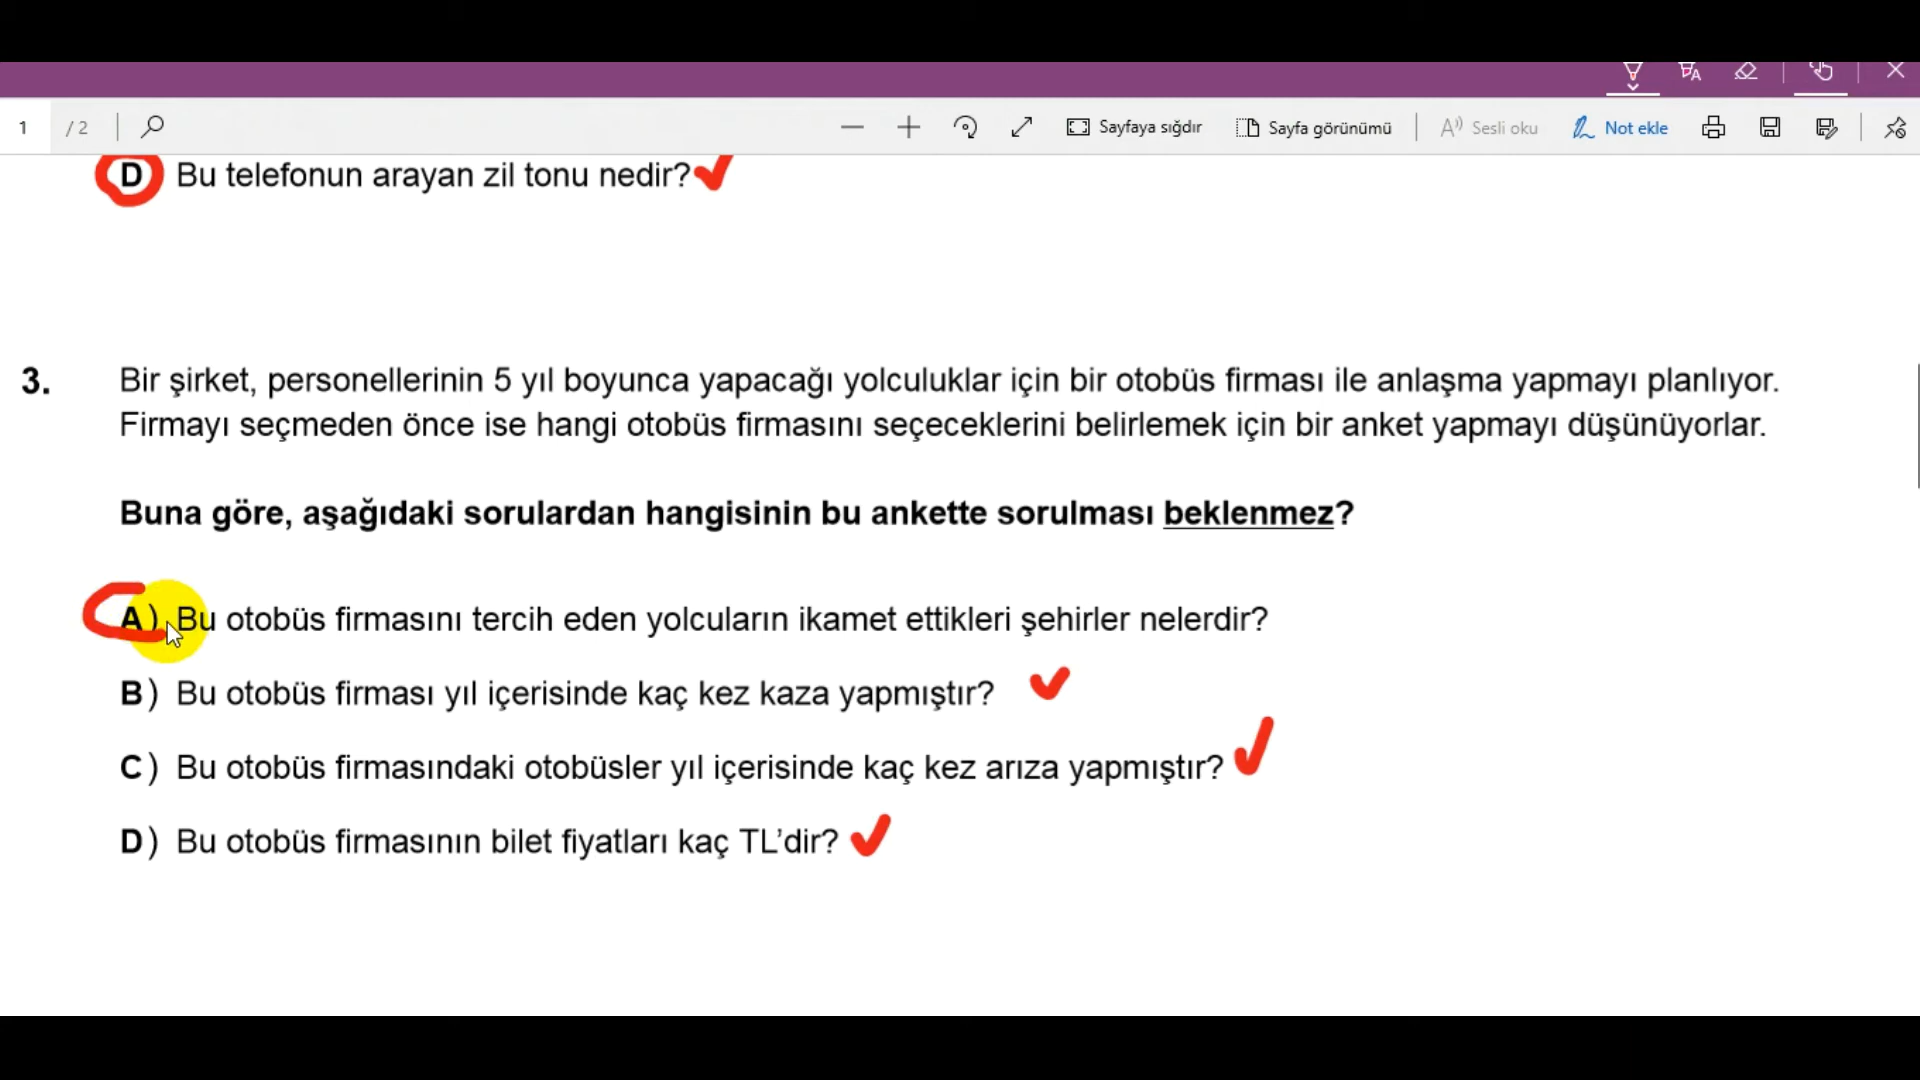 1 / 2 Sayfaya sığdır Sayfa görünümü Sesli oku Not ekle
D Bu telefonun arayan zil tonu nedir?
3. Bir şirket, personellerinin 5 yıl boyunca yapacağı yolculuklar için bir otobüs firması ile anlaşma yapmayı planlıyor.
Firmayı seçmeden önce ise hangi otobüs firmasını seçeceklerini belirlemek için bir anket yapmayı düşünüyorlar.
Buna göre, aşağıdaki sorulardan hangisinin bu ankette sorulması beklenmez?
A) Bu otobüs firmasını tercih eden yolcuların ikamet ettikleri şehirler nelerdir?
B) Bu otobüs firması yıl içerisinde kaç kez kaza yapmıştır?
C) Bu otobüs firmasındaki otobüsler yıl içerisinde kaç kez arıza yapmıştır?
D) Bu otobüs firmasının bilet fiyatları kaç TL’dir?